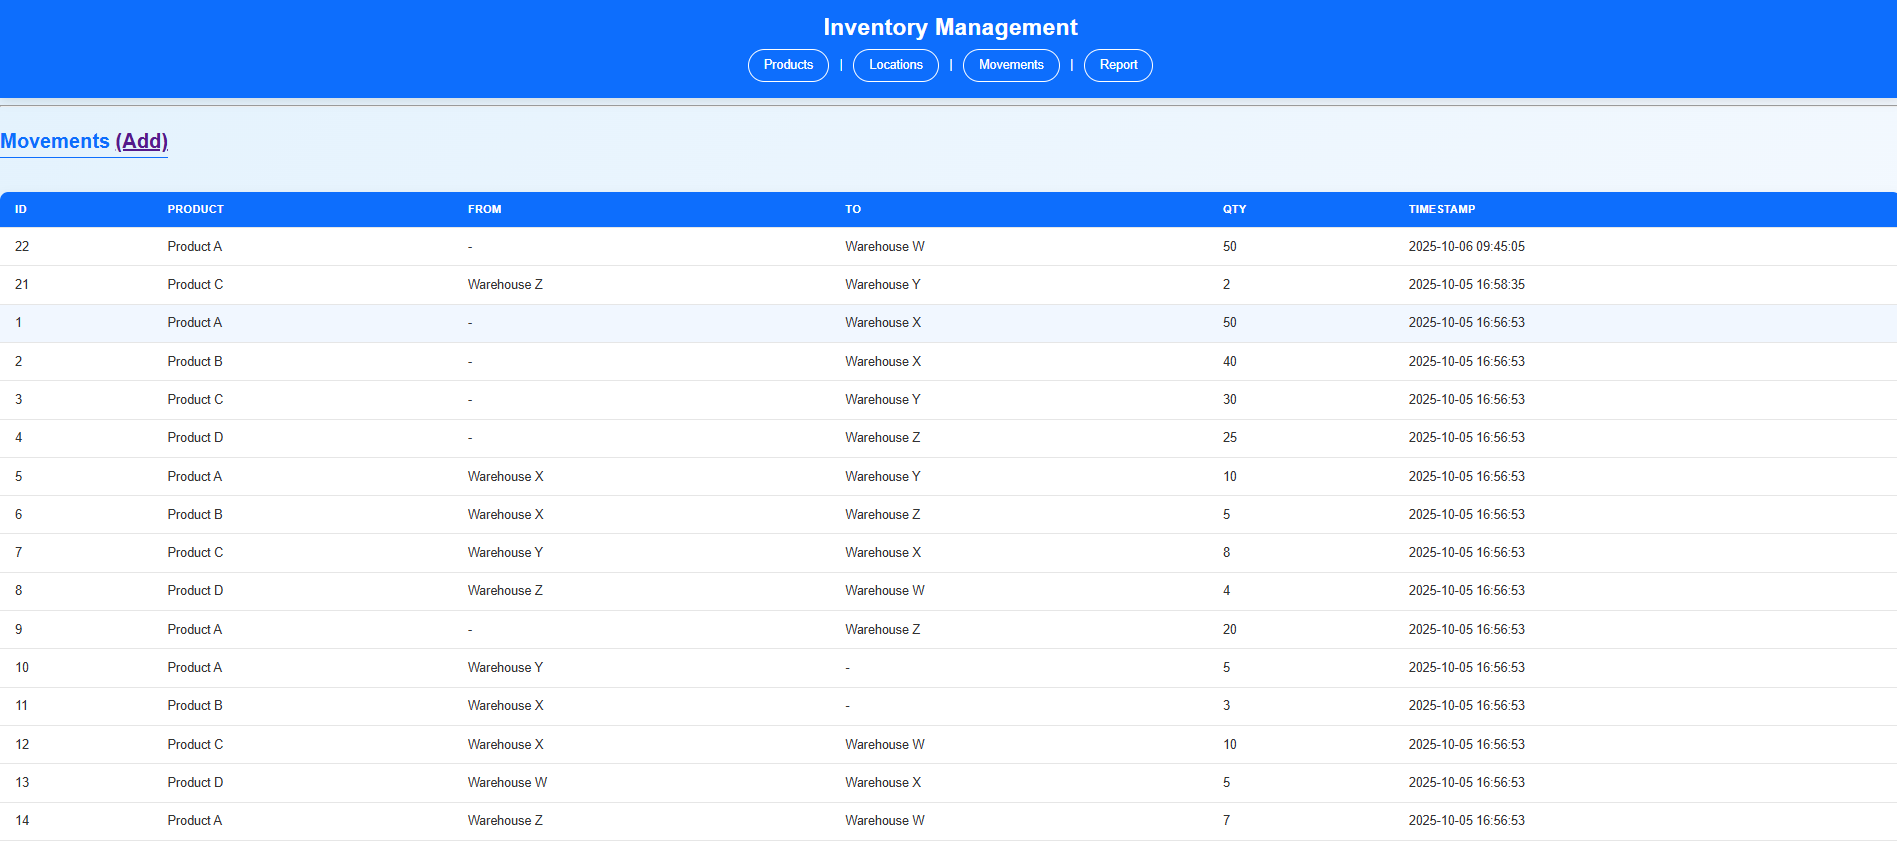 Inventory Management
Products | Locations | Movements | Report
Movements (Add)
ID PRODUCT FROM TO QTY TIMESTAMP
22 Product A - Warehouse W 50 2025-10-06 09:45:05
21 Product C Warehouse Z Warehouse Y 2 2025-10-05 16:58:35
1 Product A - Warehouse X 50 2025-10-05 16:56:53
2 Product B - Warehouse X 40 2025-10-05 16:56:53
3 Product C - Warehouse Y 30 2025-10-05 16:56:53
4 Product D - Warehouse Z 25 2025-10-05 16:56:53
5 Product A Warehouse X Warehouse Y 10 2025-10-05 16:56:53
6 Product B Warehouse X Warehouse Z 5 2025-10-05 16:56:53
7 Product C Warehouse Y Warehouse X 8 2025-10-05 16:56:53
8 Product D Warehouse Z Warehouse W 4 2025-10-05 16:56:53
9 Product A - Warehouse Z 20 2025-10-05 16:56:53
10 Product A Warehouse Y - 5 2025-10-05 16:56:53
11 Product B Warehouse X - 3 2025-10-05 16:56:53
12 Product C Warehouse X Warehouse W 10 2025-10-05 16:56:53
13 Product D Warehouse W Warehouse X 5 2025-10-05 16:56:53
14 Product A Warehouse Z Warehouse W 7 2025-10-05 16:56:53